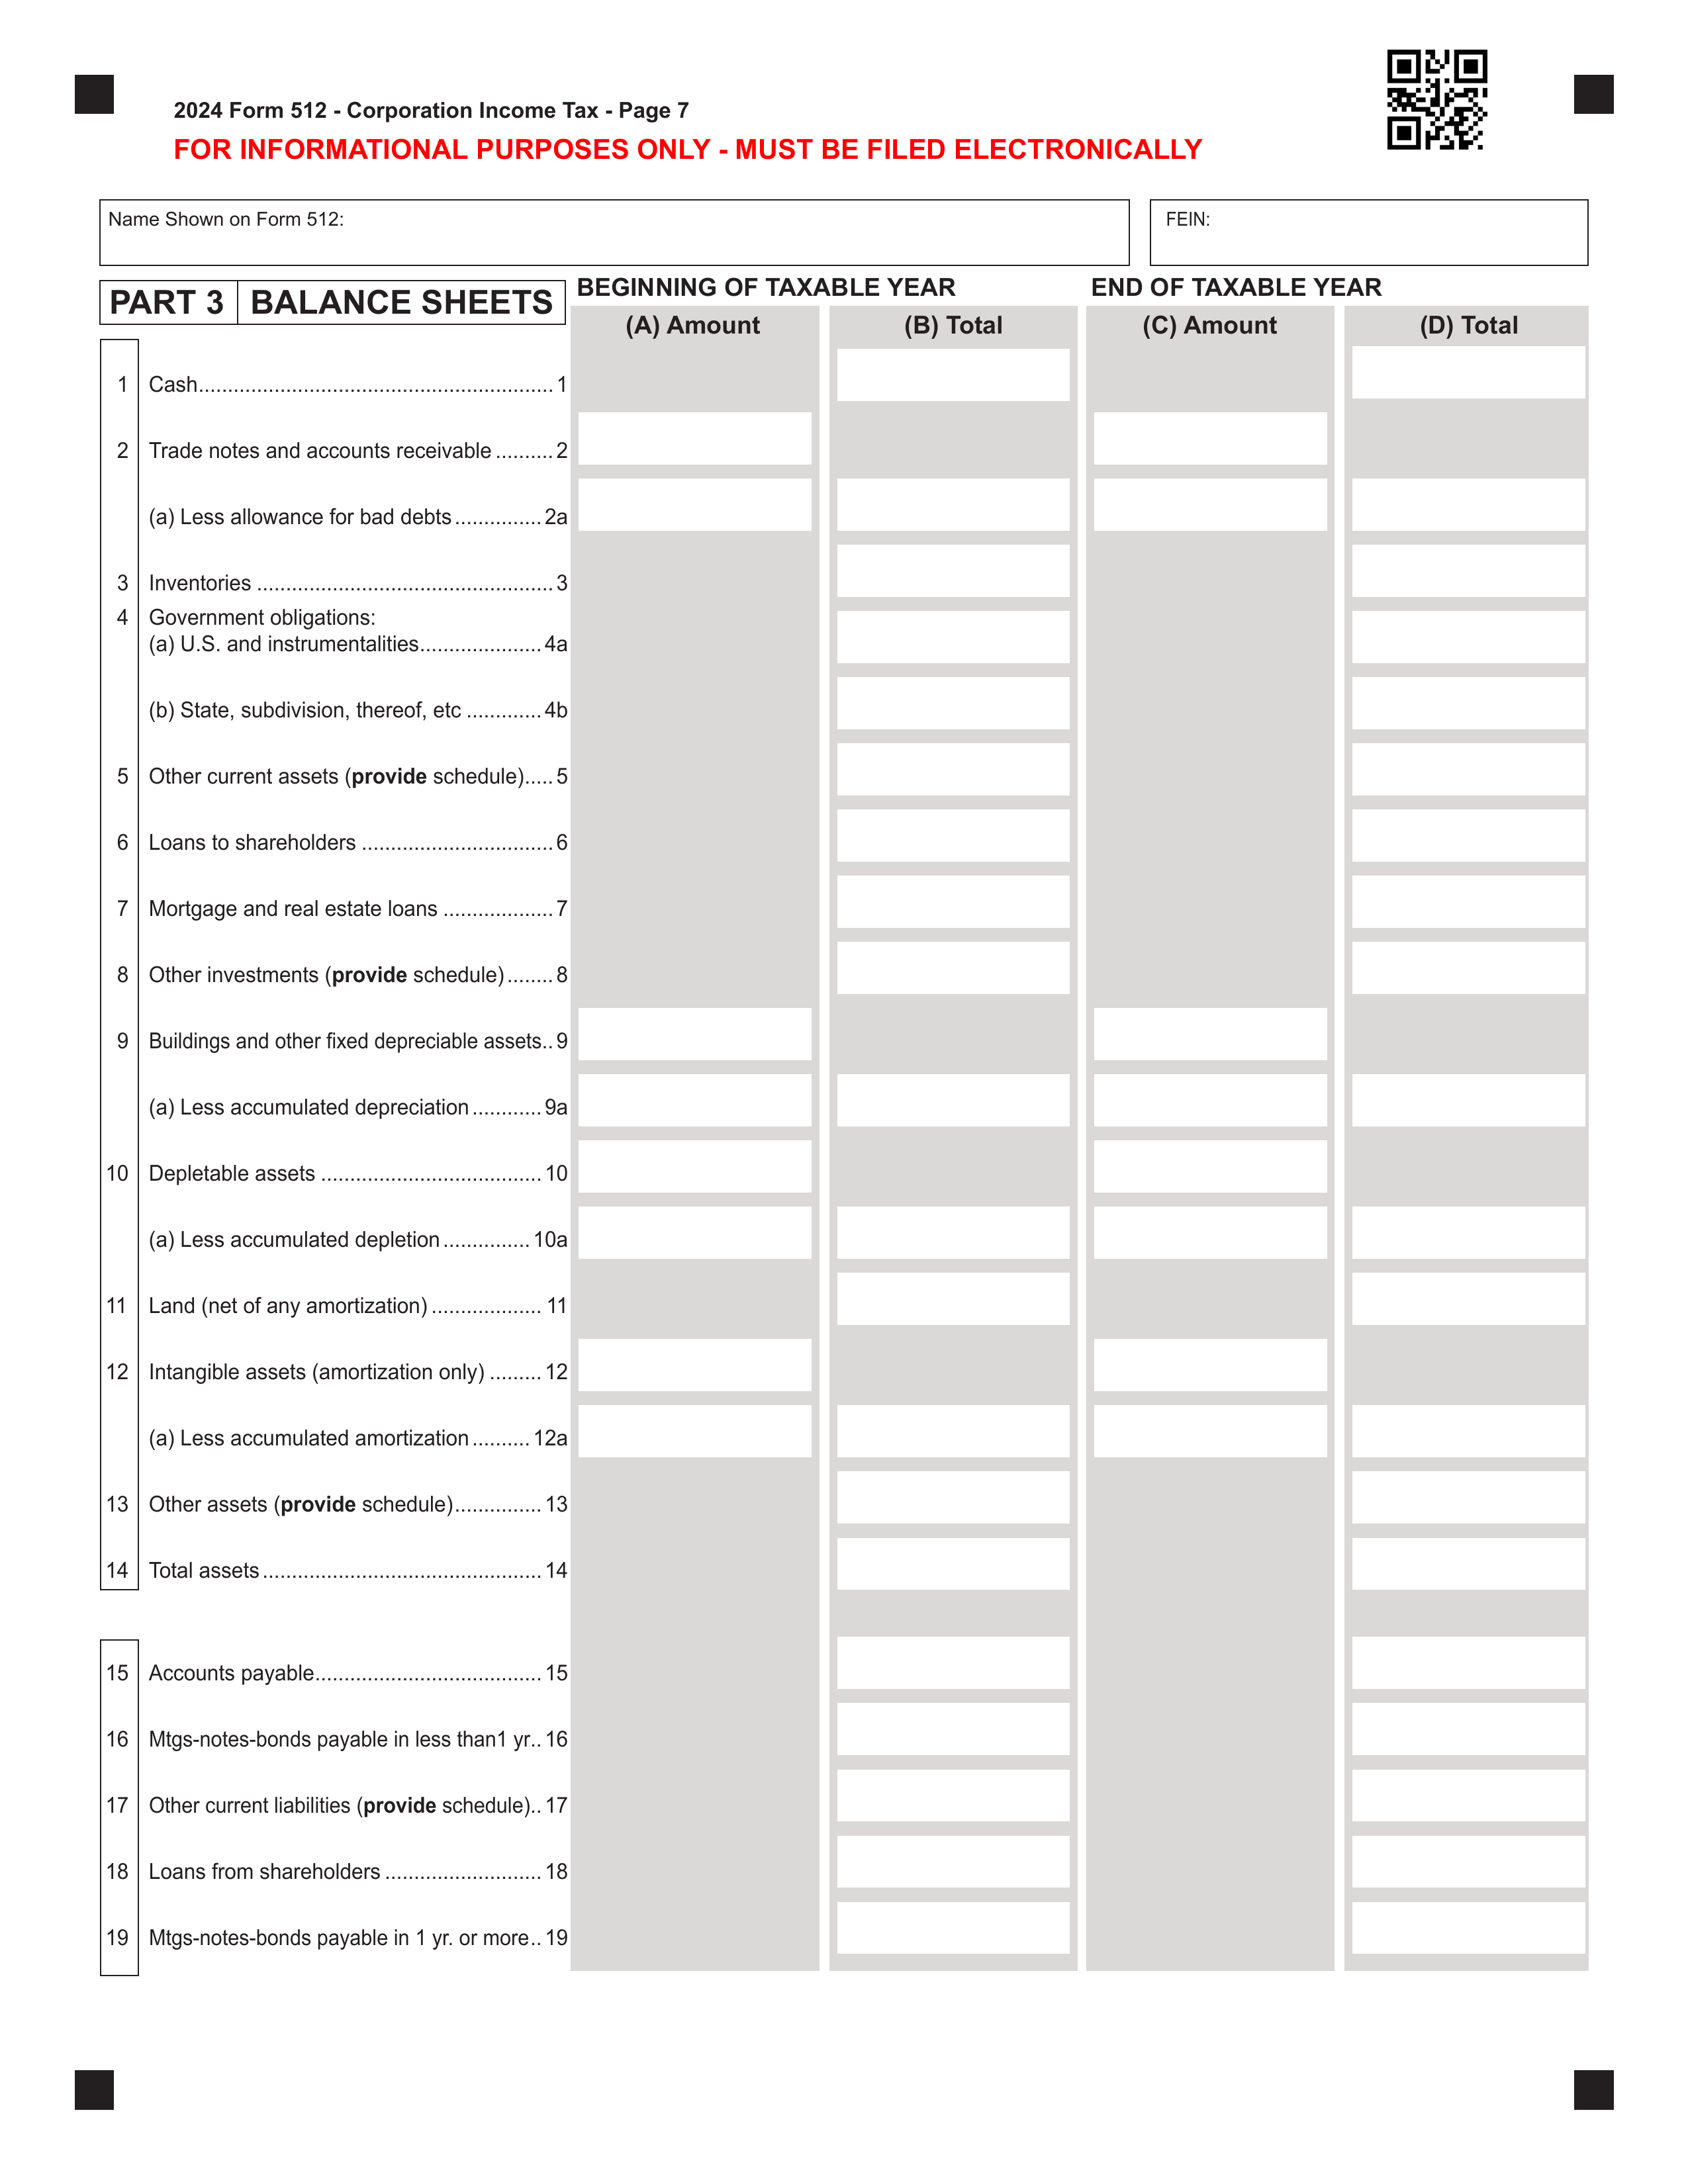 2024 Form 512 - Corporation Income Tax - Page 7
FOR INFORMATIONAL PURPOSES ONLY - MUST BE FILED ELECTRONICALLY
Name Shown on Form 512:
FEIN:
PART 3 BALANCE SHEETS
BEGINNING OF TAXABLE YEAR
END OF TAXABLE YEAR
(A) Amount
(B) Total
(C) Amount
(D) Total
1 Cash............................................................. 1
2 Trade notes and accounts receivable .......... 2
(a) Less allowance for bad debts............... 2a
3 Inventories ................................................... 3
4 Government obligations:
(a) U.S. and instrumentalities..................... 4a
(b) State, subdivision, thereof, etc ............. 4b
5 Other current assets (provide schedule)..... 5
6 Loans to shareholders ................................. 6
7 Mortgage and real estate loans ................... 7
8 Other investments (provide schedule)........ 8
9 Buildings and other fixed depreciable assets.. 9
(a) Less accumulated depreciation............ 9a
10 Depletable assets ...................................... 10
(a) Less accumulated depletion............... 10a
11 Land (net of any amortization)................... 11
12 Intangible assets (amortization only) ......... 12
(a) Less accumulated amortization.......... 12a
13 Other assets (provide schedule)............... 13
14 Total assets................................................ 14
15 Accounts payable....................................... 15
16 Mtgs-notes-bonds payable in less than1 yr.. 16
17 Other current liabilities (provide schedule).. 17
18 Loans from shareholders ........................... 18
19 Mtgs-notes-bonds payable in 1 yr. or more.. 19